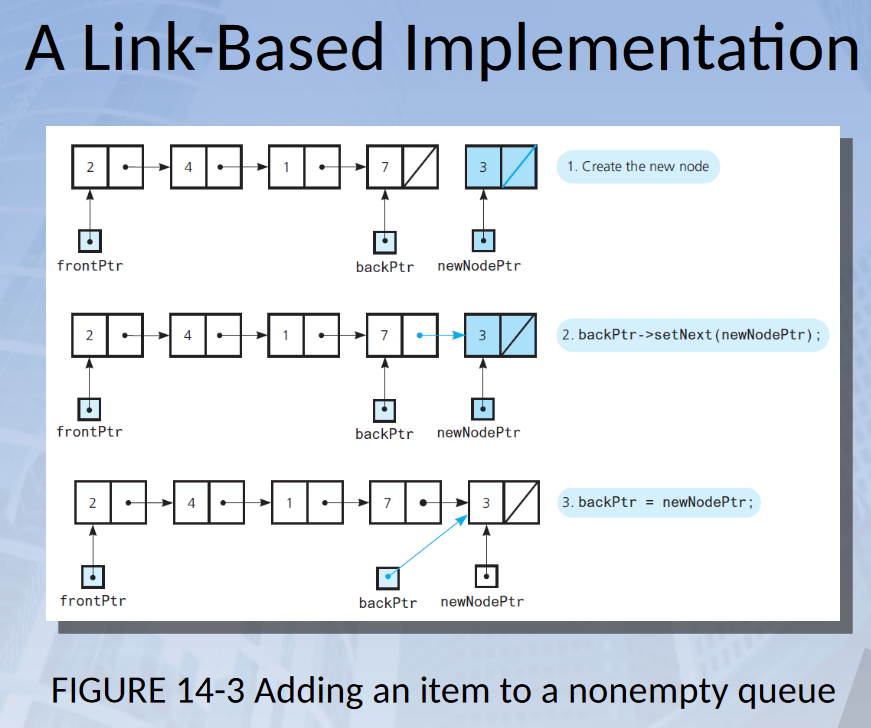 A Link-Based Implementation
2 4 1 7 3 1. Create the new node
frontPtr backPtr newNodePtr
2 4 1 7 3 2. backPtr->setNext(newNodePtr);
frontPtr backPtr newNodePtr
2 4 1 7 3 3. backPtr = newNodePtr;
frontPtr backPtr newNodePtr
FIGURE 14-3 Adding an item to a nonempty queue